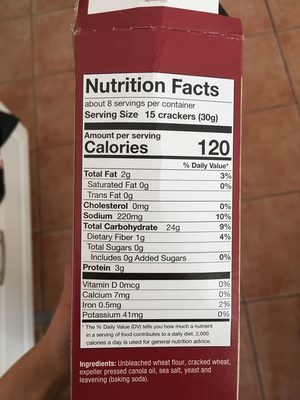 Nutrition Facts
about 8 servings per container
Serving Size 15 crackers (30g)
Amount per serving
Calories 120
% Daily Value*
Total Fat 2g 3%
Saturated Fat 0g 0%
Trans Fat 0g
Cholesterol 0mg 0%
Sodium 220mg 10%
Total Carbohydrate 24g 9%
Dietary Fiber 1g 4%
Total Sugars 0g
Includes 0g Added Sugars 0%
Protein 3g
Vitamin D 0mcg 0%
Calcium 7mg 0%
Iron 0.5mg 2%
Potassium 41mg 0%
* The % Daily Value (DV) tells you how much a nutrient
in a serving of food contributes to a daily diet. 2,000
calories a day is used for general nutrition advice.
Ingredients: Unbleached wheat flour, cracked wheat,
expeller pressed canola oil, sea salt, yeast and
leavening (baking soda).